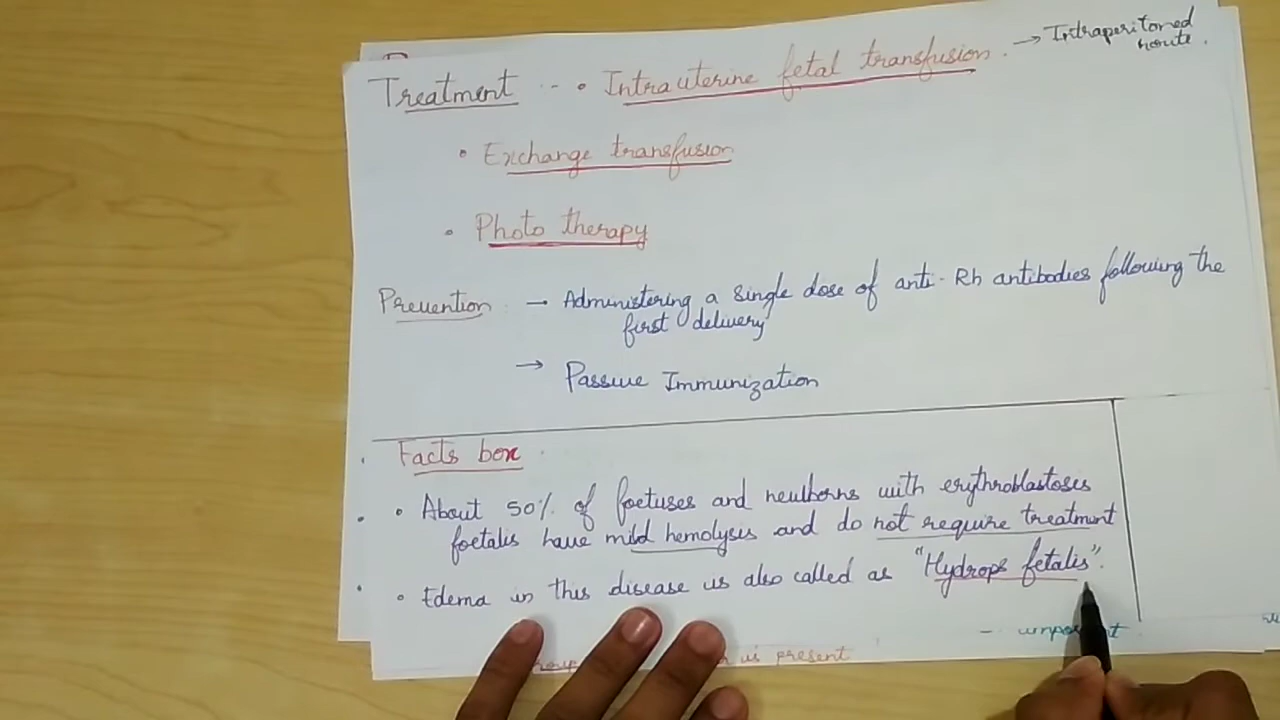 Treatment - • Intrauterine fetal transfusion. → Intraperitoned
route.
• Exchange transfusion
• Photo therapy
Prevention → Administering a single dose of anti-Rh antibodies following the
first delivery
→ Passive Immunization
Facts box
• About 50% of foetuses and newborns with erythroblastosis
foetalis have mild hemolysis and do not require treatment
• Edema in this disease is also called as "Hydrops fetalis".
is present